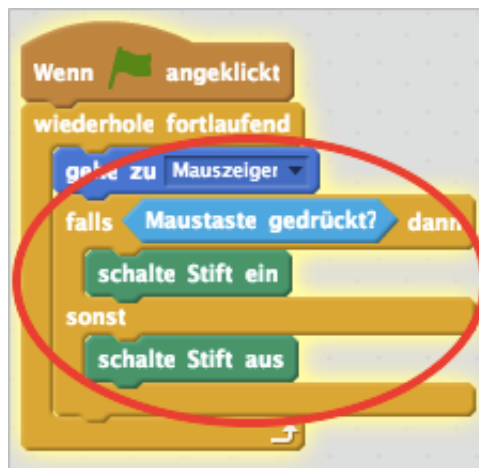 Wenn angeklickt
wiederhole fortlaufend
gehe zu Mauszeiger
falls Maustaste gedrückt? dann
schalte Stift ein
sonst
schalte Stift aus